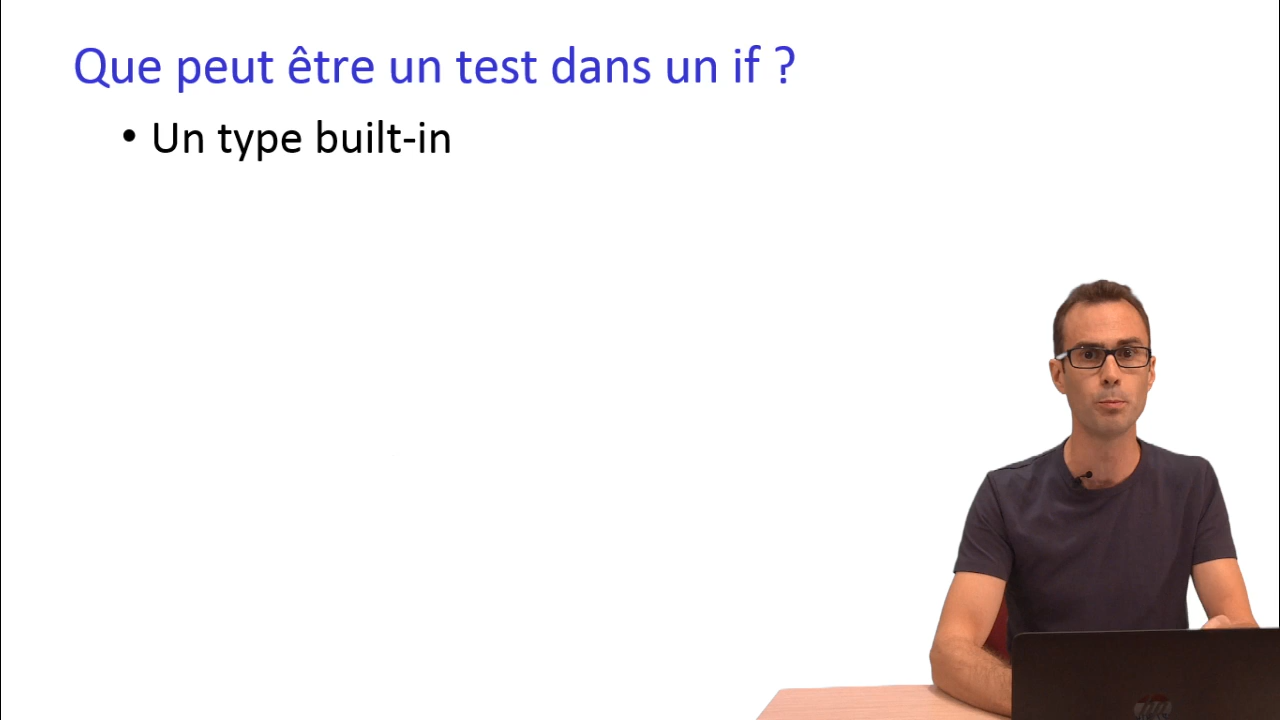 Que peut être un test dans un if ?
• Un type built-in